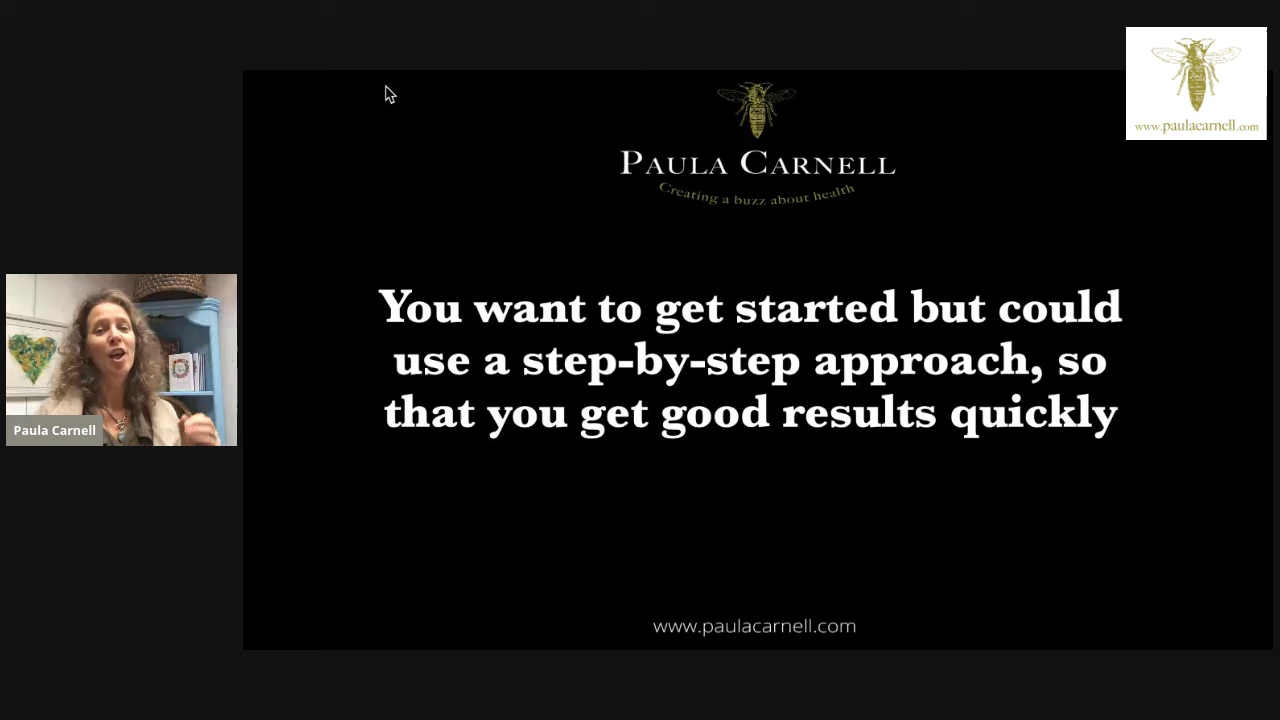 www.paulacarnell.com
PAULA CARNELL
Creating a buzz about health
You want to get started but could
use a step-by-step approach, so
that you get good results quickly
Paula Carnell
www.paulacarnell.com